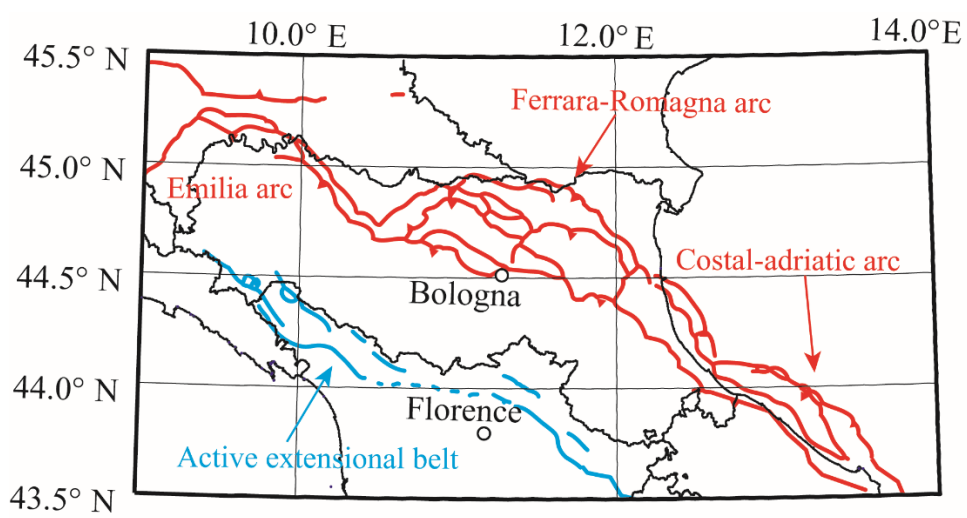 10.0° E
12.0° E
14.0° E
45.5° N
Ferrara-Romagna arc
45.0° N
Emilia arc
Costal-adriatic arc
44.5° N
Bologna
44.0° N
Florence
Active extensional belt
43.5° N